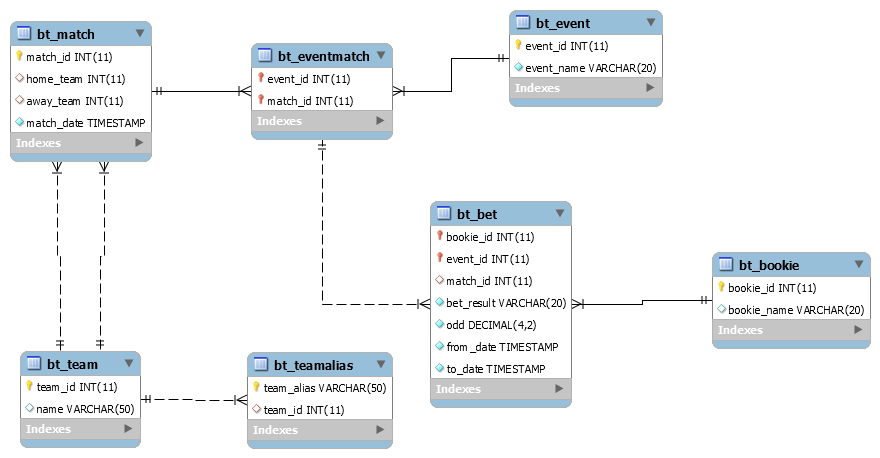 bt_match
match_id INT(11)
home_team INT(11)
away_team INT(11)
match_date TIMESTAMP
Indexes
bt_eventmatch
event_id INT(11)
match_id INT(11)
Indexes
bt_event
event_id INT(11)
event_name VARCHAR(20)
Indexes
bt_bet
bookie_id INT(11)
event_id INT(11)
match_id INT(11)
bet_result VARCHAR(20)
odd DECIMAL(4,2)
from_date TIMESTAMP
to_date TIMESTAMP
Indexes
bt_bookie
bookie_id INT(11)
bookie_name VARCHAR(20)
Indexes
bt_team
team_id INT(11)
name VARCHAR(50)
Indexes
bt_teamalias
team_alias VARCHAR(50)
team_id INT(11)
Indexes